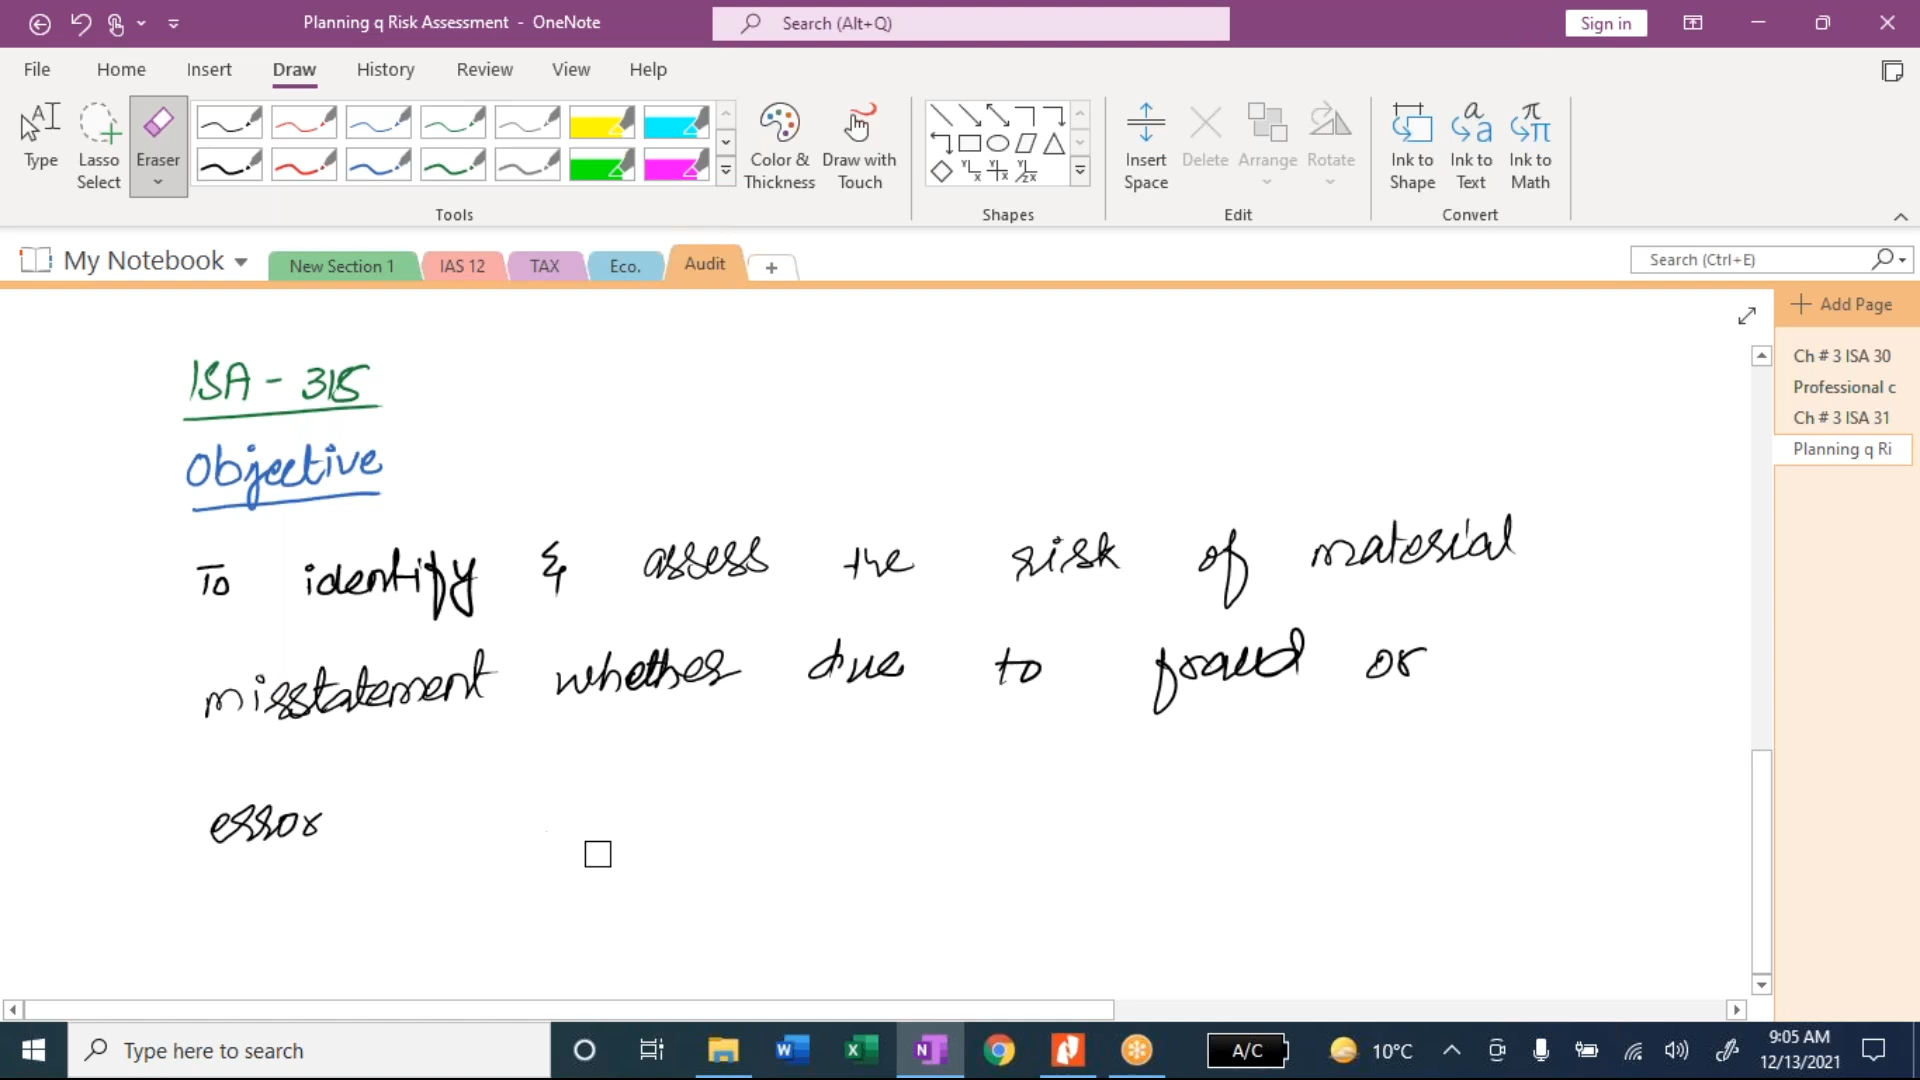 Planning q Risk Assessment - OneNote
Search (Alt+Q)
Sign in
File Home Insert Draw History Review View Help
Type
Lasso Select
Eraser
Color & Thickness
Draw with Touch
Insert Space
Delete
Arrange
Rotate
Ink to Shape
Ink to Text
Ink to Math
Tools Shapes Edit Convert
My Notebook
New Section 1 IAS 12 TAX Eco. Audit
Search (Ctrl+E)
Add Page
Ch # 3 ISA 30
Professional c
Ch # 3 ISA 31
Planning q Ri
ISA - 315
Objective
To identify & assess the risk of material
misstatement whether due to fraud or
error
Type here to search
A/C
10°C
9:05 AM
12/13/2021